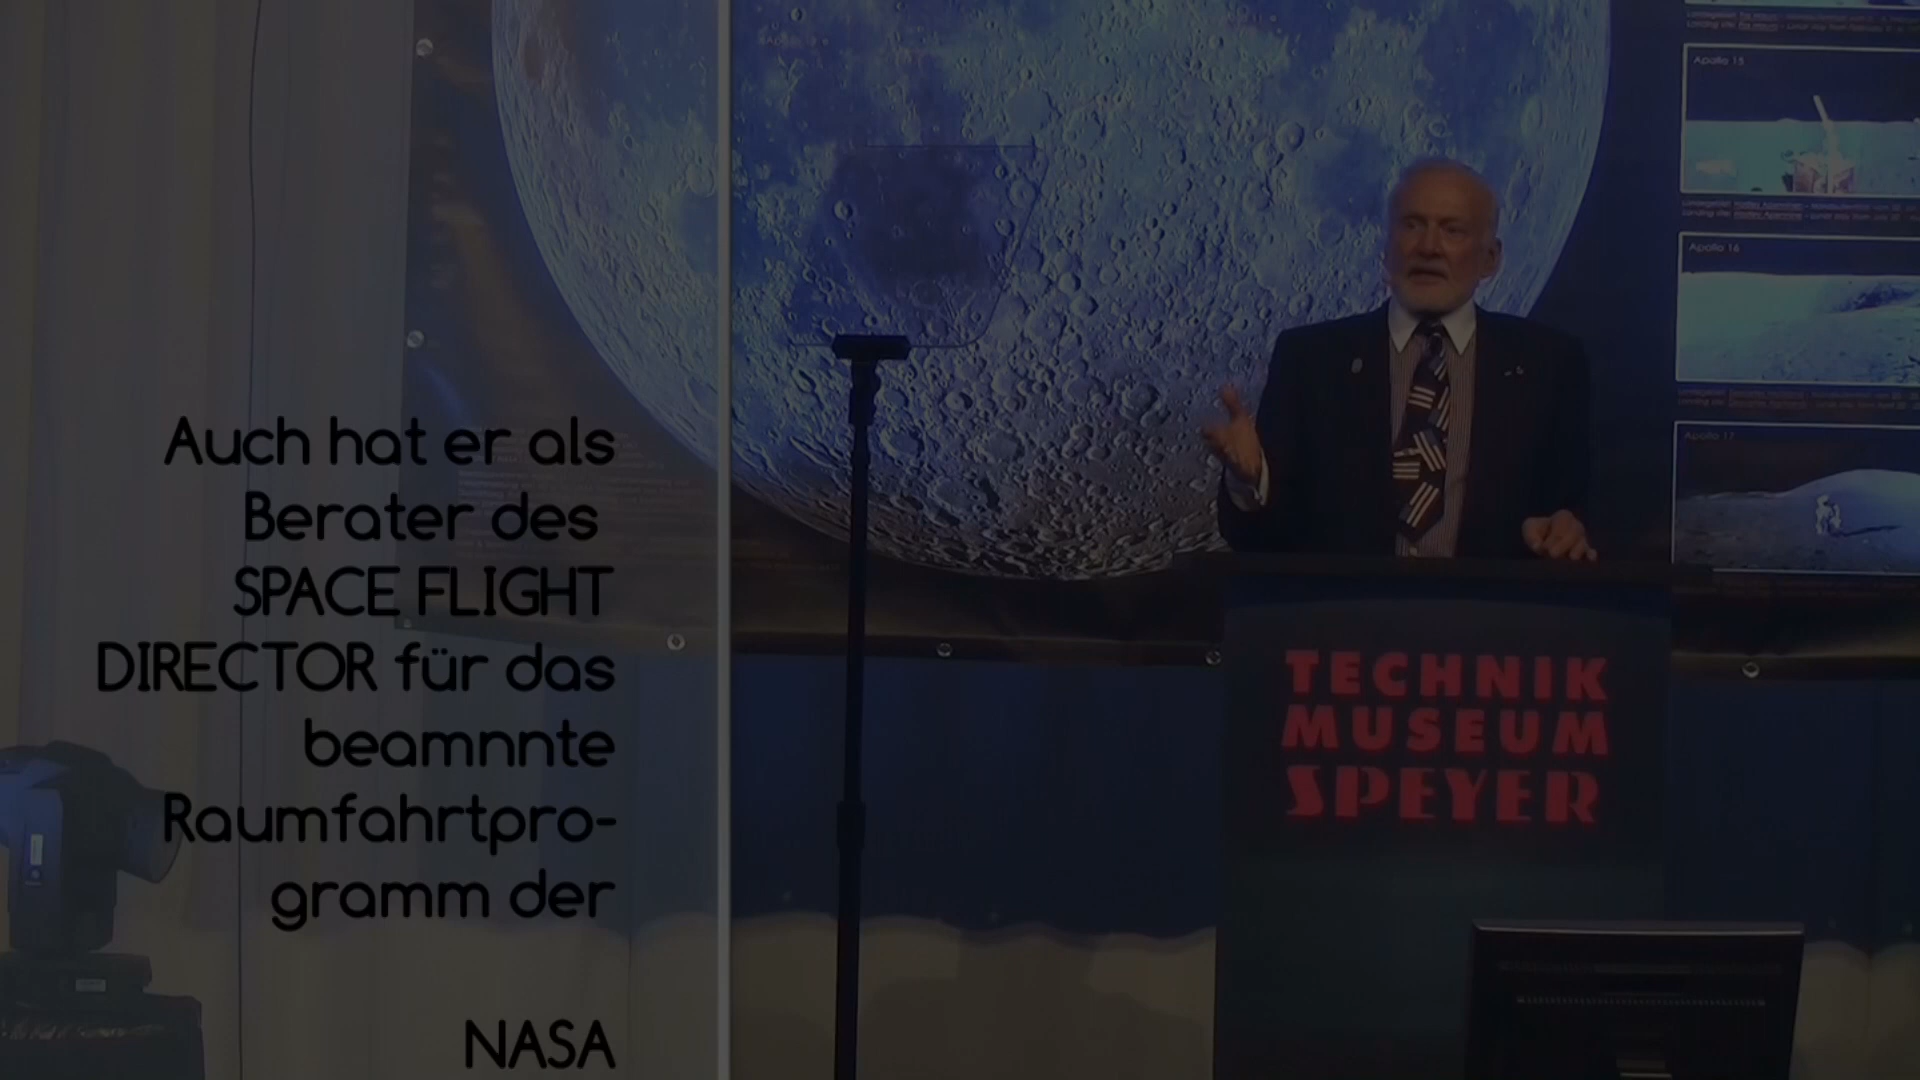 Auch hat er als
Berater des
SPACE FLIGHT
DIRECTOR für das
beamnnte
Raumfahrtpro-
gramm der
NASA
Apollo 15
Apollo 16
Apollo 17
TECHNIK
MUSEUM
SPEYER